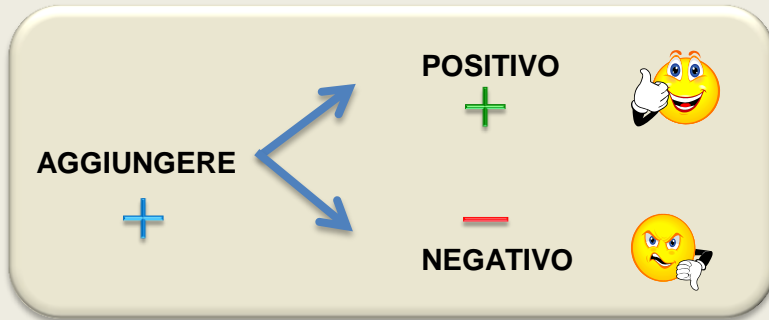 POSITIVO
+
AGGIUNGERE
+
−
NEGATIVO